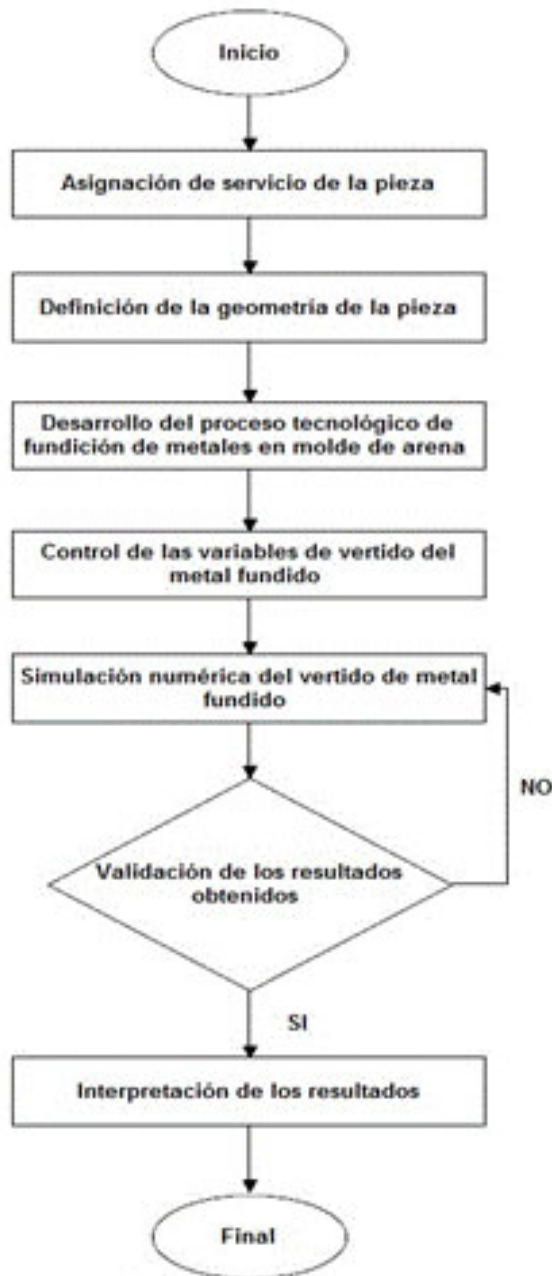 Inicio
Asignación de servicio de la pieza
Definición de la geometría de la pieza
Desarrollo del proceso tecnológico de
fundición de metales en molde de arena
Control de las variables de vertido del
metal fundido
Simulación numérica del vertido de metal
fundido
NO
Validación de los resultados
obtenidos
SI
Interpretación de los resultados
Final